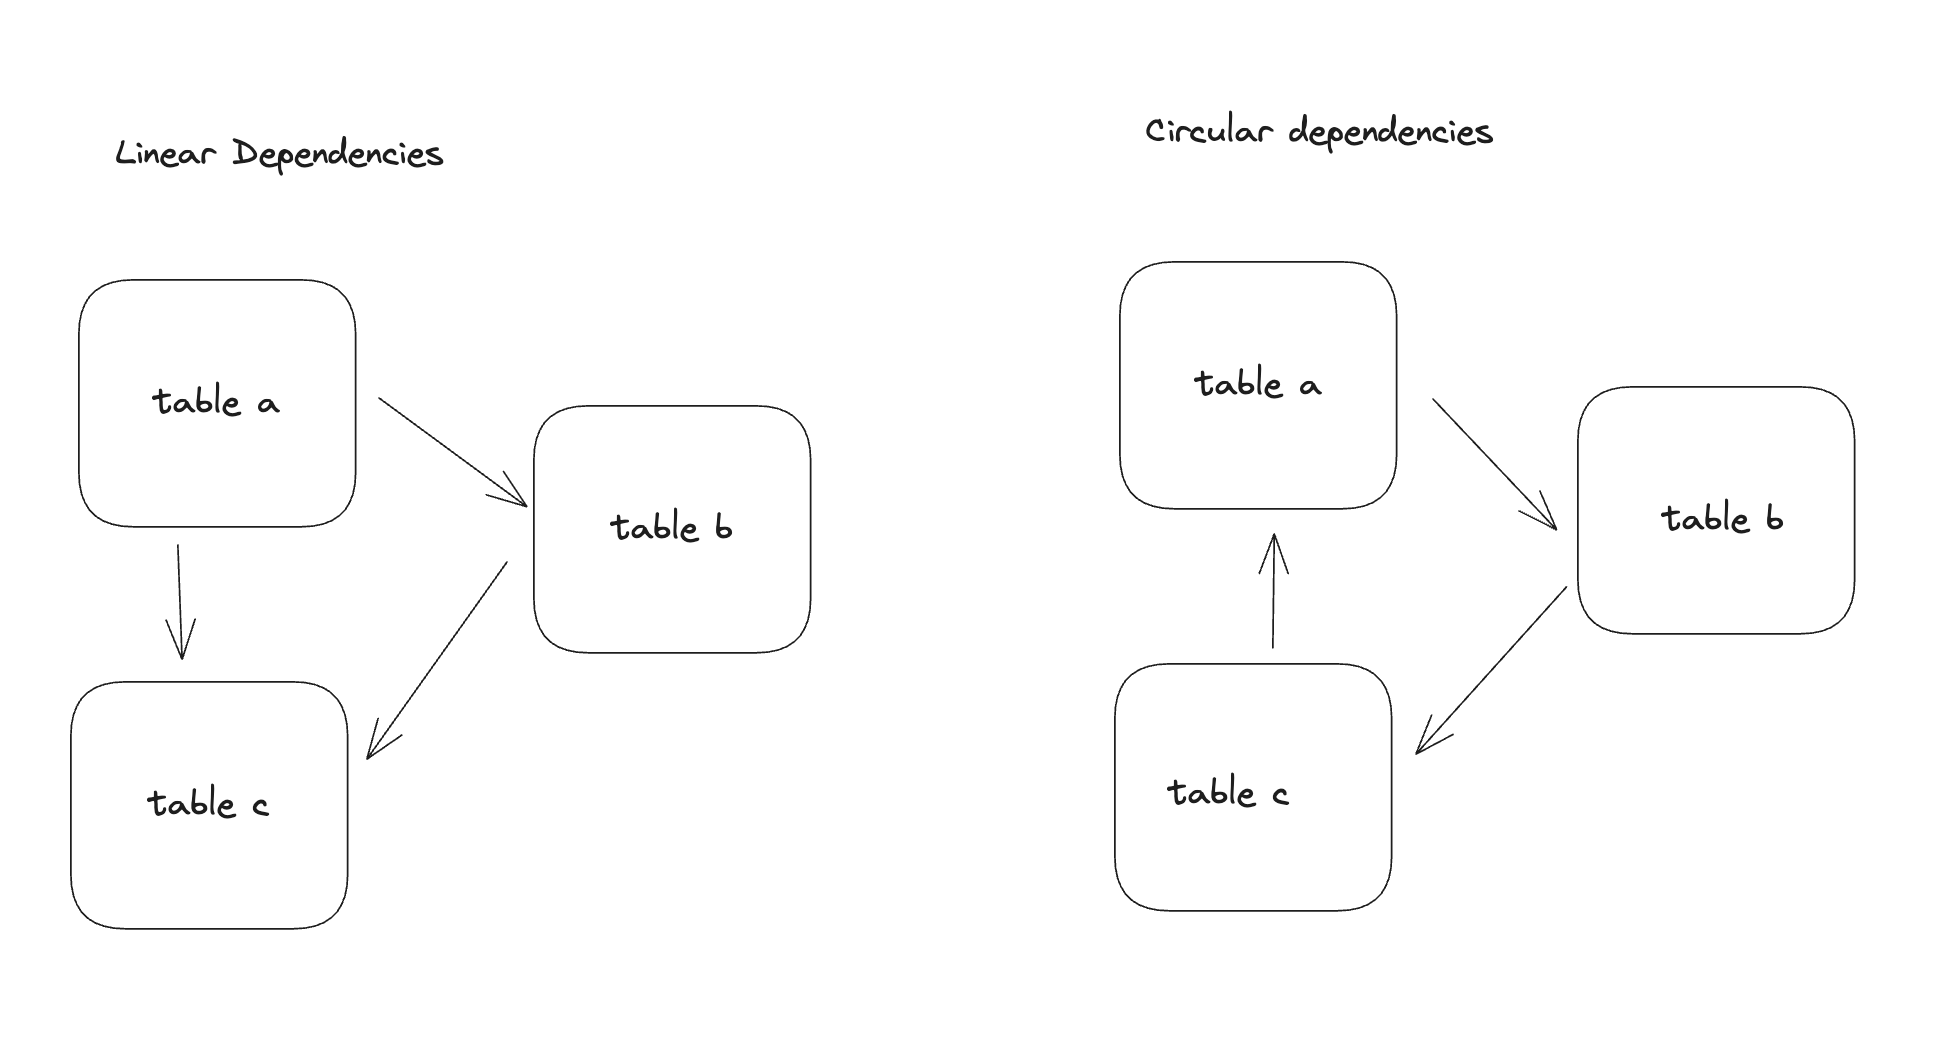 Linear Dependencies
table a
table b
table c
Circular dependencies
table a
table b
table c